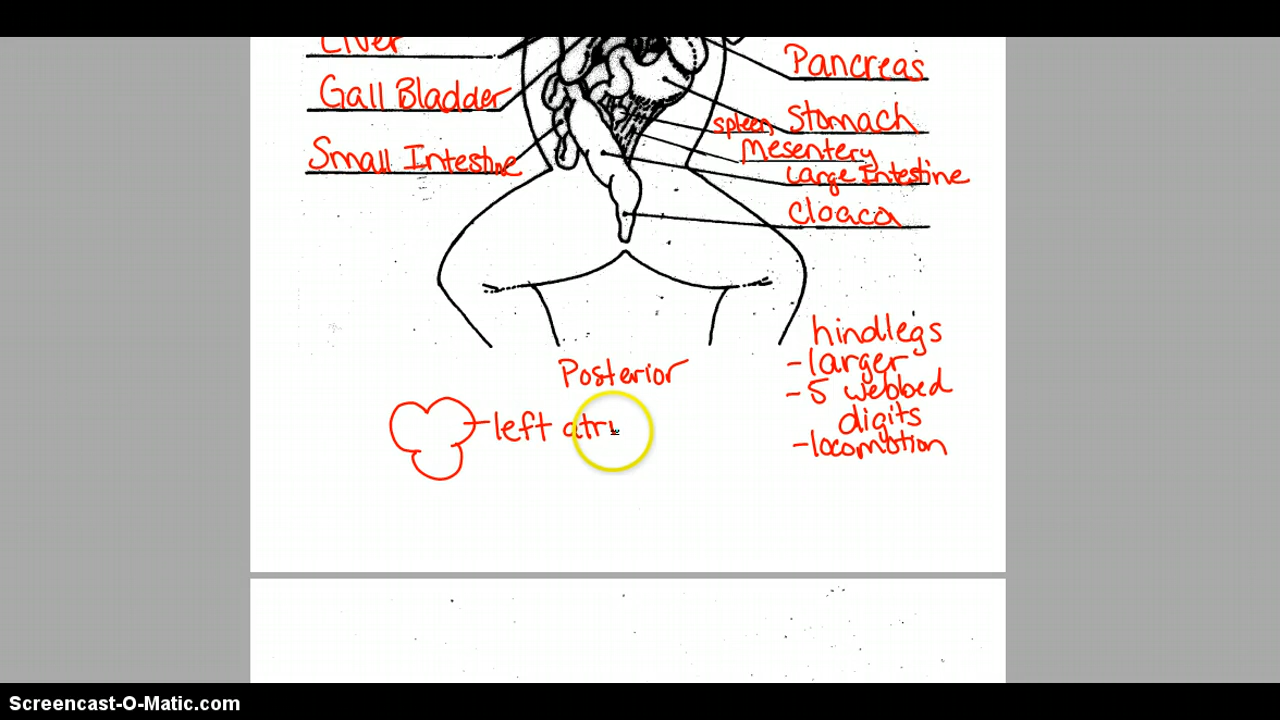 Liver
Gall Bladder
Small Intestine
Pancreas
spleen Stomach
Mesentery
Large Intestine
Cloaca
Posterior
left atri
hindlegs
- larger
- 5 webbed
digits
- locomotion
Screencast-O-Matic.com